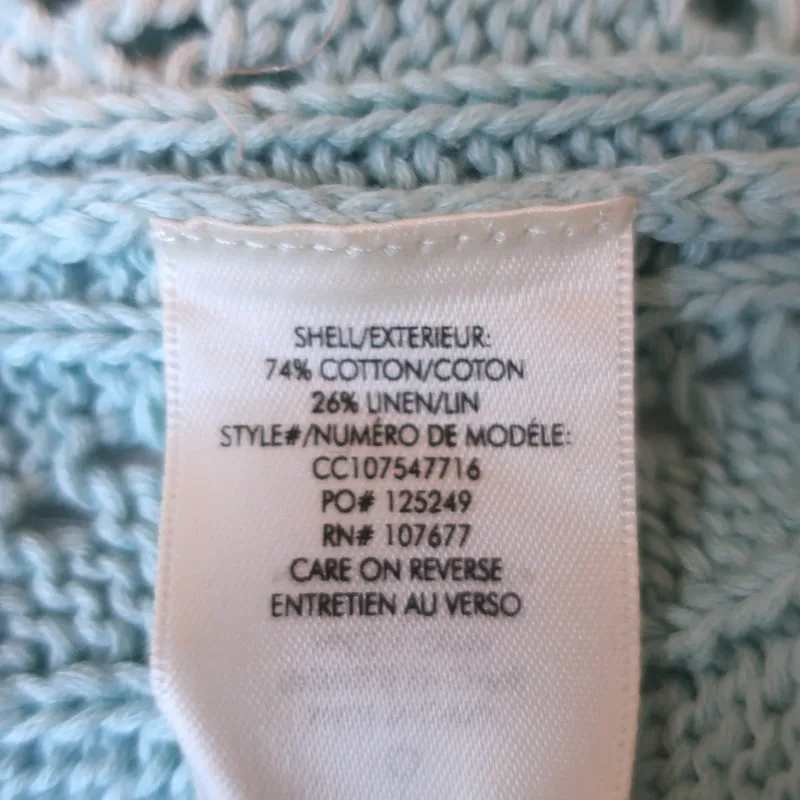 SHELL/EXTERIEUR:
74% COTTON/COTON
26% LINEN/LIN
STYLE#/NUMÉRO DE MODÉLE:
CC107547716
PO# 125249
RN# 107677
CARE ON REVERSE
ENTRETIEN AU VERSO